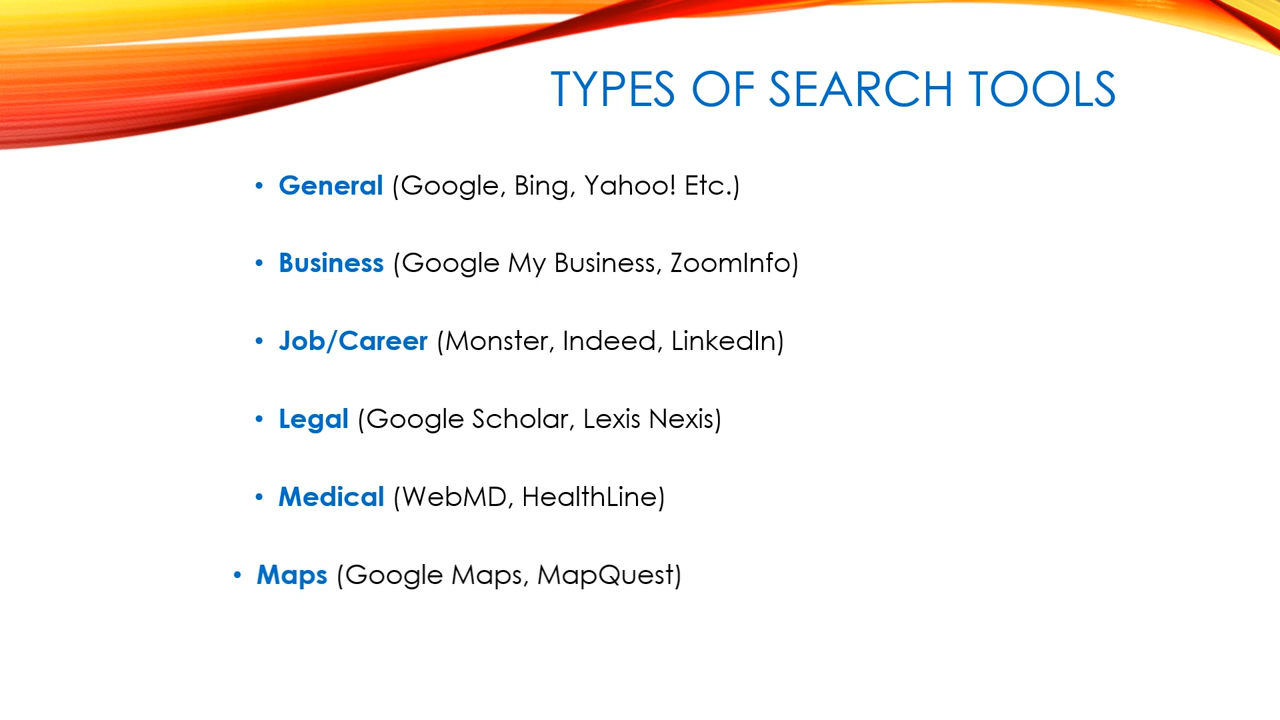 TYPES OF SEARCH TOOLS
• General (Google, Bing, Yahoo! Etc.)
• Business (Google My Business, ZoomInfo)
• Job/Career (Monster, Indeed, LinkedIn)
• Legal (Google Scholar, Lexis Nexis)
• Medical (WebMD, HealthLine)
• Maps (Google Maps, MapQuest)